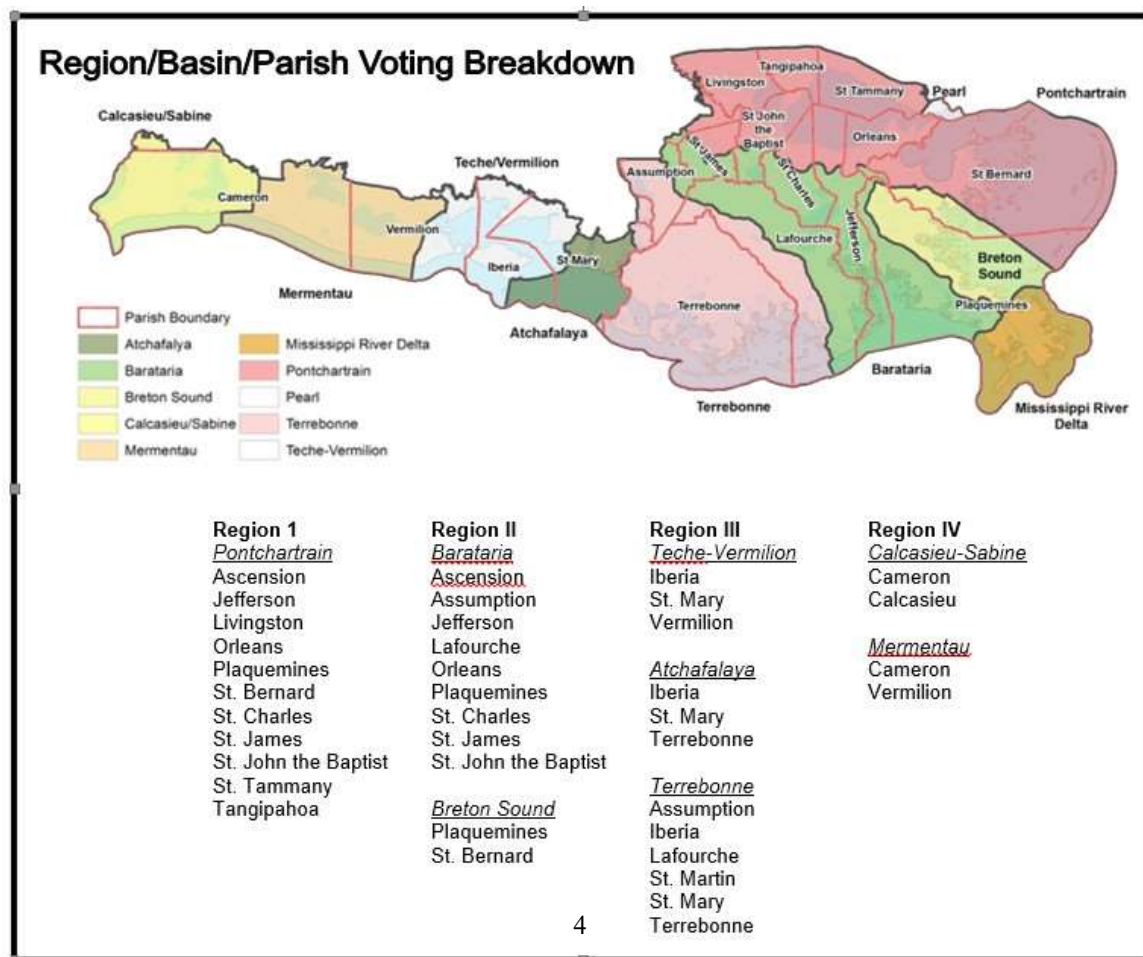 Region/Basin/Parish Voting Breakdown
Calcasieu/Sabine
Cameron
Mermentau
Vermilion
Teche/Vermilion
Iberia
St Mary
Atchafalaya
Assumption
Terrebonne
Terrebonne
Livingston
Tangipahoa
St Tammany
Pearl
Pontchartrain
St John
the
Baptist
Orleans
St James
St Charles
St Bernard
Lafourche
Jefferson
Breton
Sound
Plaquemines
Barataria
Mississippi River
Delta
Parish Boundary
Atchafalya
Barataria
Breton Sound
Calcasieu/Sabine
Mermentau
Mississippi River Delta
Pontchartrain
Pearl
Terrebonne
Teche-Vermilion
Region 1
Pontchartrain
Ascension
Jefferson
Livingston
Orleans
Plaquemines
St. Bernard
St. Charles
St. James
St. John the Baptist
St. Tammany
Tangipahoa
Region II
Barataria
Ascension
Assumption
Jefferson
Lafourche
Orleans
Plaquemines
St. Charles
St. James
St. John the Baptist
Breton Sound
Plaquemines
St. Bernard
Region III
Teche-Vermilion
Iberia
St. Mary
Vermilion
Atchafalaya
Iberia
St. Mary
Terrebonne
Terrebonne
Assumption
Iberia
Lafourche
St. Martin
St. Mary
Terrebonne
Region IV
Calcasieu-Sabine
Cameron
Calcasieu
Mermentau
Cameron
Vermilion
4